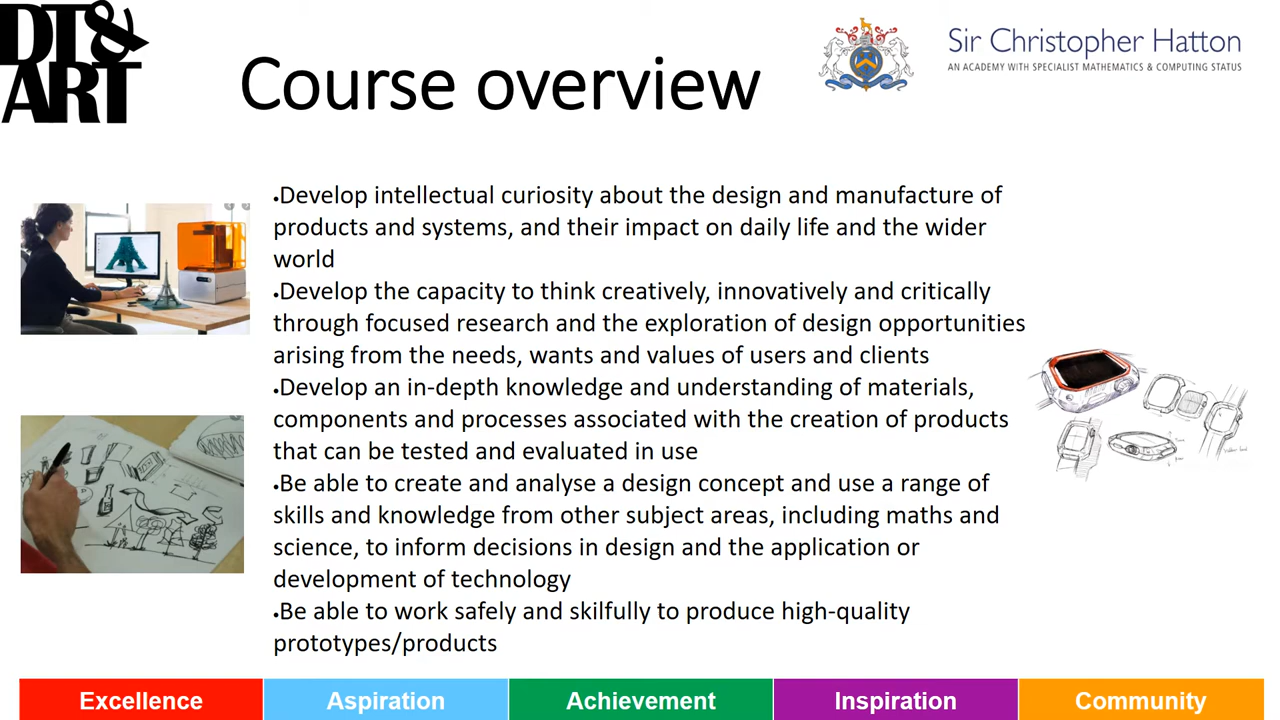 DT&
ART
Course overview
Sir Christopher Hatton
AN ACADEMY WITH SPECIALIST MATHEMATICS & COMPUTING STATUS
•Develop intellectual curiosity about the design and manufacture of
products and systems, and their impact on daily life and the wider
world
•Develop the capacity to think creatively, innovatively and critically
through focused research and the exploration of design opportunities
arising from the needs, wants and values of users and clients
•Develop an in-depth knowledge and understanding of materials,
components and processes associated with the creation of products
that can be tested and evaluated in use
•Be able to create and analyse a design concept and use a range of
skills and knowledge from other subject areas, including maths and
science, to inform decisions in design and the application or
development of technology
•Be able to work safely and skilfully to produce high-quality
prototypes/products
Excellence
Aspiration
Achievement
Inspiration
Community